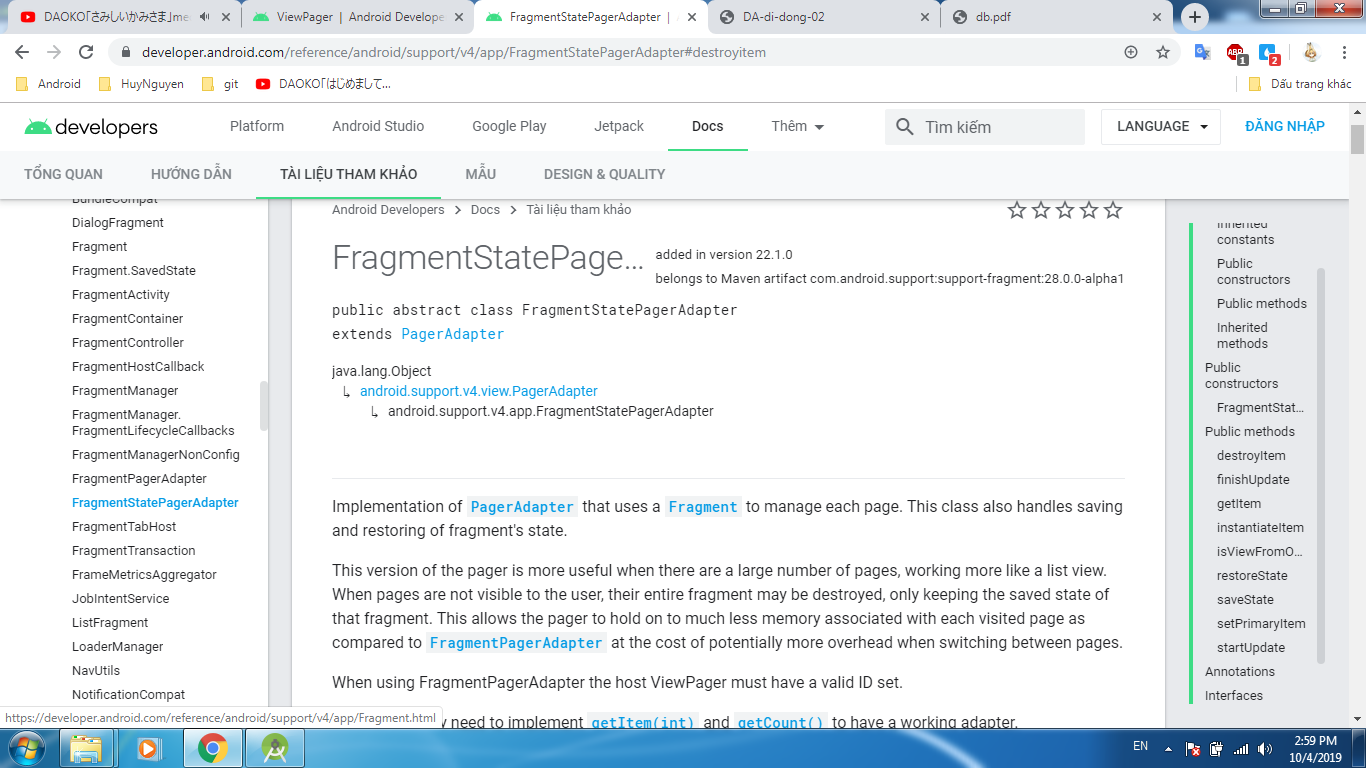 DAOKO「さみしいかみさま」me
ViewPager | Android Develope
FragmentStatePagerAdapter |
DA-di-dong-02
db.pdf
developer.android.com/reference/android/support/v4/app/FragmentStatePagerAdapter#destroyitem
ABP
1
2
Android
HuyNguyen
git
DAOKO「はじめまして...
Dấu trang khác
developers
Platform
Android Studio
Google Play
Jetpack
Docs
Thêm
Tìm kiếm
LANGUAGE
ĐĂNG NHẬP
TỔNG QUAN
HƯỚNG DẪN
TÀI LIỆU THAM KHẢO
MẪU
DESIGN & QUALITY
BundleCompat
DialogFragment
Fragment
Fragment.SavedState
FragmentActivity
FragmentContainer
FragmentController
FragmentHostCallback
FragmentManager
FragmentManager.
FragmentLifecycleCallbacks
FragmentManagerNonConfig
FragmentPagerAdapter
FragmentStatePagerAdapter
FragmentTabHost
FragmentTransaction
FrameMetricsAggregator
JobIntentService
ListFragment
LoaderManager
NavUtils
NotificationCompat
Android Developers > Docs > Tài liệu tham khảo
FragmentStatePage...
added in version 22.1.0
belongs to Maven artifact com.android.support:support-fragment:28.0.0-alpha1
public abstract class FragmentStatePagerAdapter
extends PagerAdapter
java.lang.Object
↳ android.support.v4.view.PagerAdapter
↳ android.support.v4.app.FragmentStatePagerAdapter
Implementation of PagerAdapter that uses a Fragment to manage each page. This class also handles saving
and restoring of fragment's state.
This version of the pager is more useful when there are a large number of pages, working more like a list view.
When pages are not visible to the user, their entire fragment may be destroyed, only keeping the saved state of
that fragment. This allows the pager to hold on to much less memory associated with each visited page as
compared to FragmentPagerAdapter at the cost of potentially more overhead when switching between pages.
When using FragmentPagerAdapter the host ViewPager must have a valid ID set.
y need to implement getItem(int) and getCount() to have a working adapter.
Inherited
constants
Public
constructors
Public methods
Inherited
methods
Public
constructors
FragmentStat...
Public methods
destroyItem
finishUpdate
getItem
instantiateItem
isViewFromO...
restoreState
saveState
setPrimaryItem
startUpdate
Annotations
Interfaces
https://developer.android.com/reference/android/support/v4/app/Fragment.html
EN
2:59 PM
10/4/2019